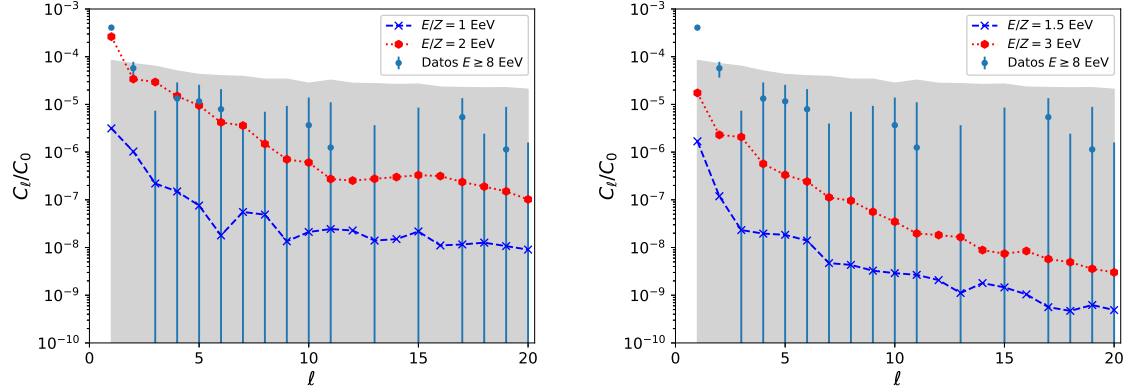 10⁻³
10⁻⁴
10⁻⁵
10⁻⁶
10⁻⁷
10⁻⁸
10⁻⁹
10⁻¹⁰
C_ℓ/C₀
E/Z = 1 EeV
E/Z = 2 EeV
Datos E ≥ 8 EeV
0 5 10 15 20
ℓ
10⁻³
10⁻⁴
10⁻⁵
10⁻⁶
10⁻⁷
10⁻⁸
10⁻⁹
10⁻¹⁰
C_ℓ/C₀
E/Z = 1.5 EeV
E/Z = 3 EeV
Datos E ≥ 8 EeV
0 5 10 15 20
ℓ